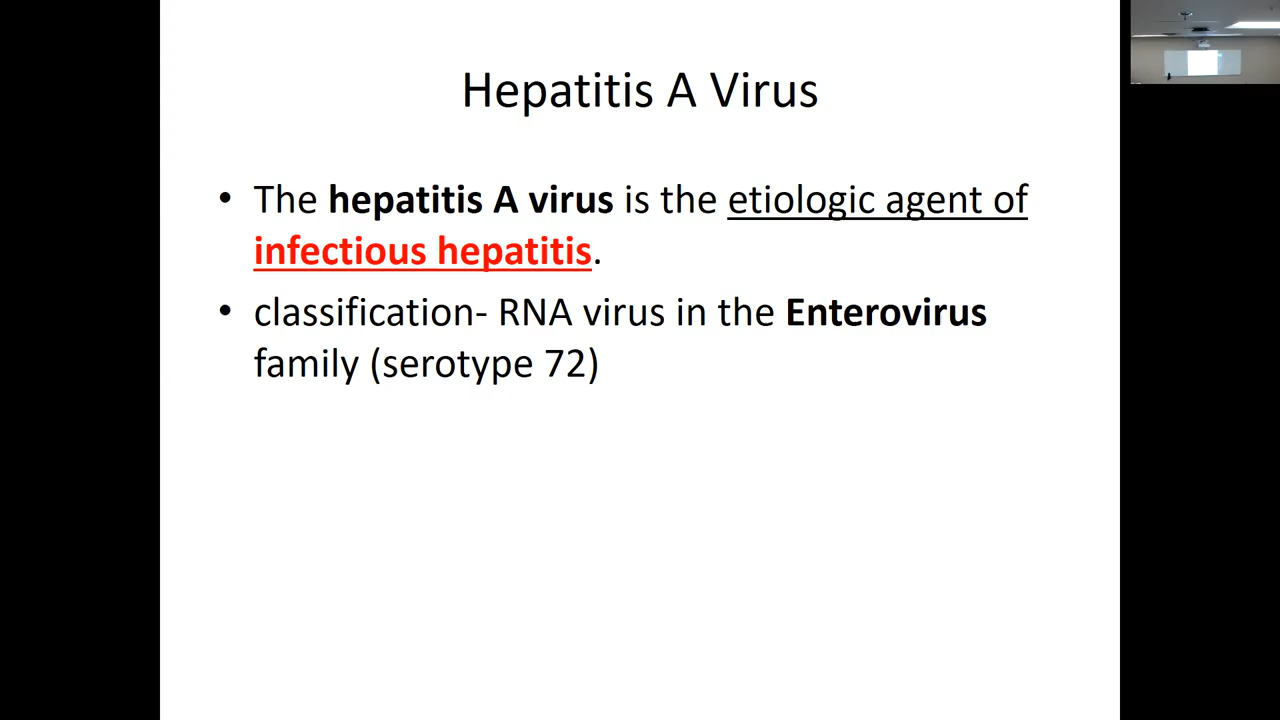 Hepatitis A Virus
• The hepatitis A virus is the etiologic agent of
infectious hepatitis.
• classification- RNA virus in the Enterovirus
family (serotype 72)